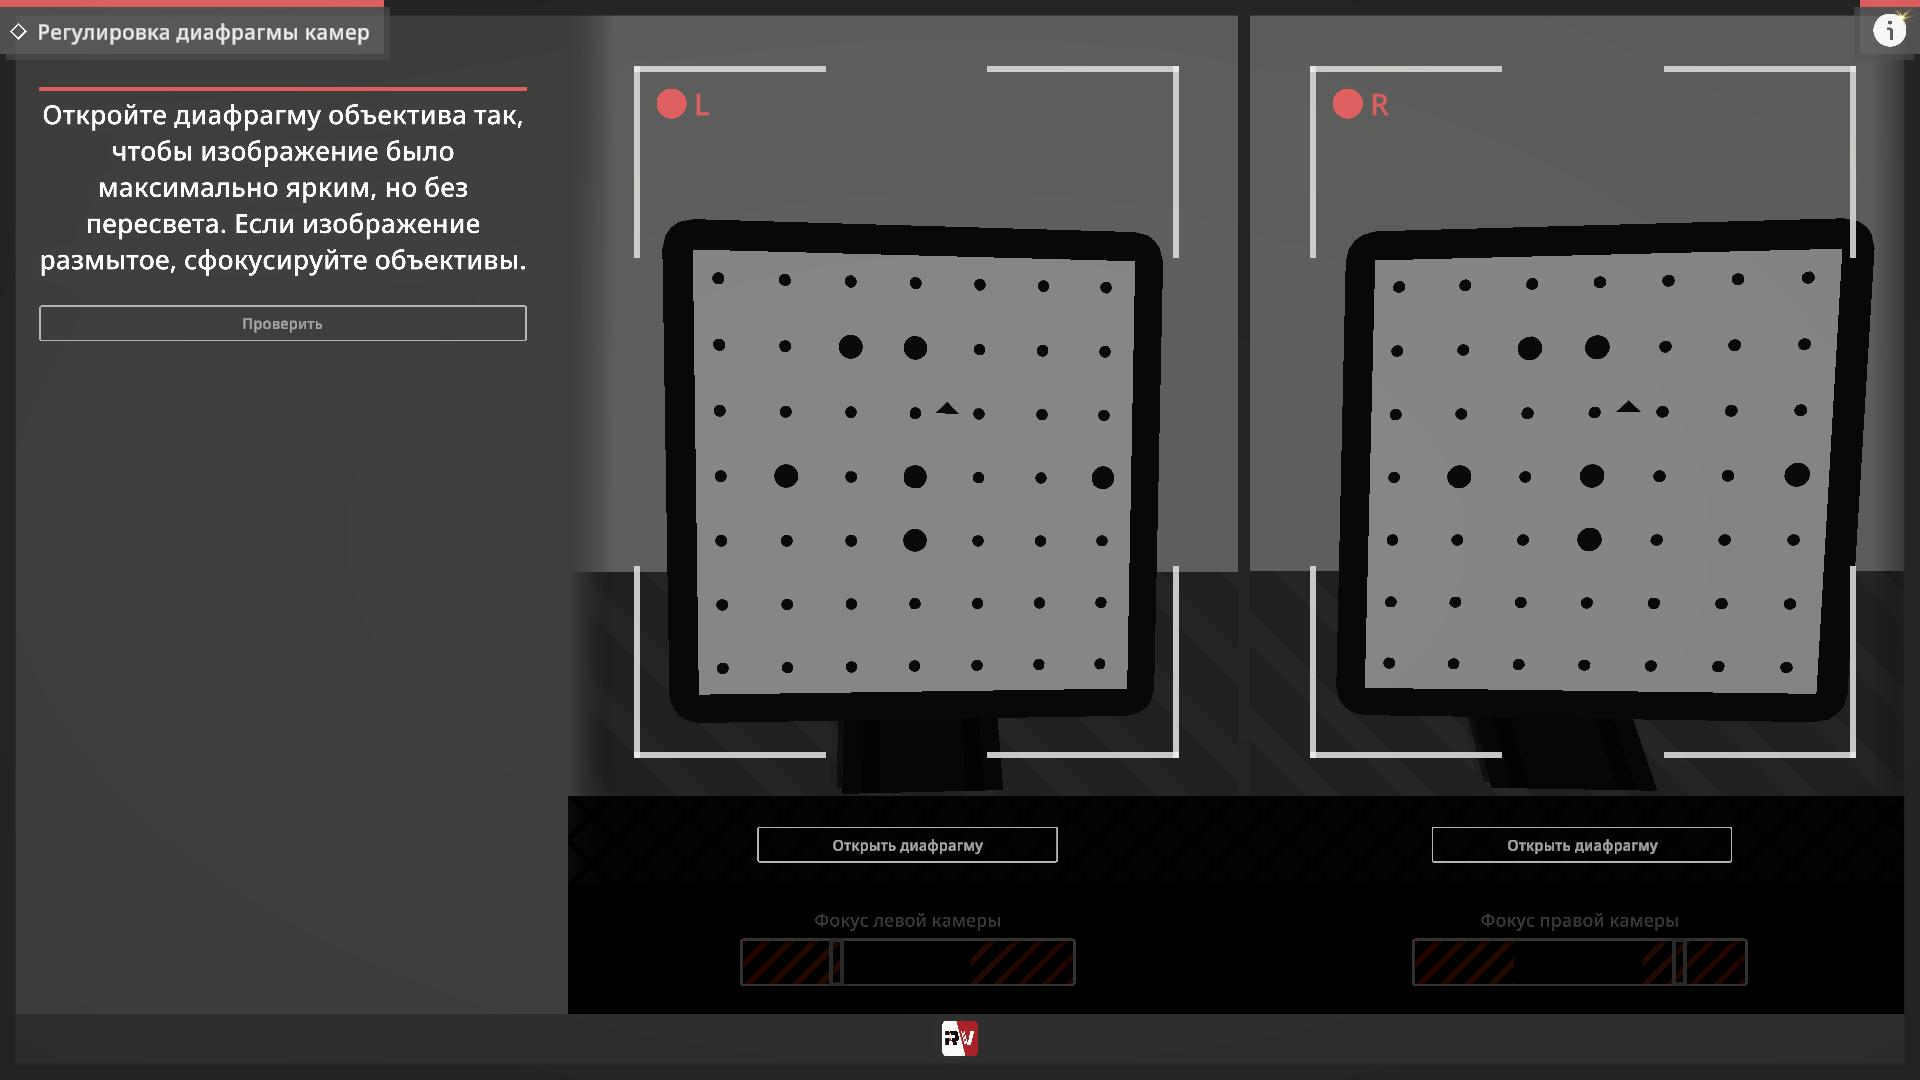 Регулировка диафрагмы камер
Откройте диафрагму объектива так,
чтобы изображение было
максимально ярким, но без
пересвета. Если изображение
размытое, сфокусируйте объективы.
Проверить
L
R
Открыть диафрагму
Открыть диафрагму
Фокус левой камеры
Фокус правой камеры
RV